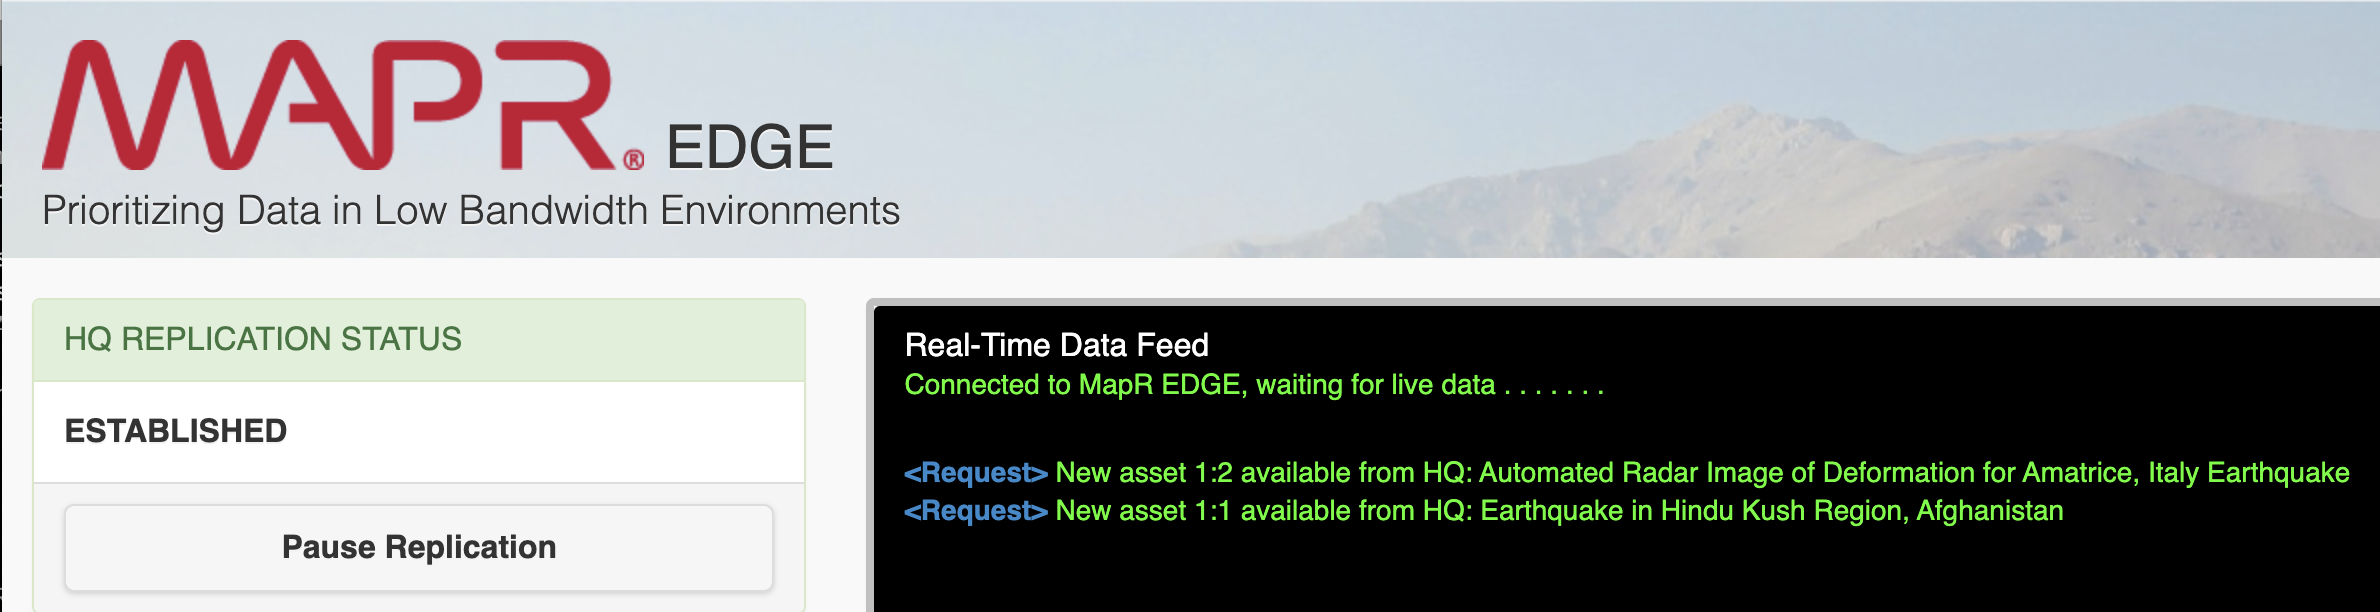 MAPR® EDGE
Prioritizing Data in Low Bandwidth Environments
HQ REPLICATION STATUS
ESTABLISHED
Pause Replication
Real-Time Data Feed
Connected to MapR EDGE, waiting for live data . . . . . . .
<Request> New asset 1:2 available from HQ: Automated Radar Image of Deformation for Amatrice, Italy Earthquake
<Request> New asset 1:1 available from HQ: Earthquake in Hindu Kush Region, Afghanistan